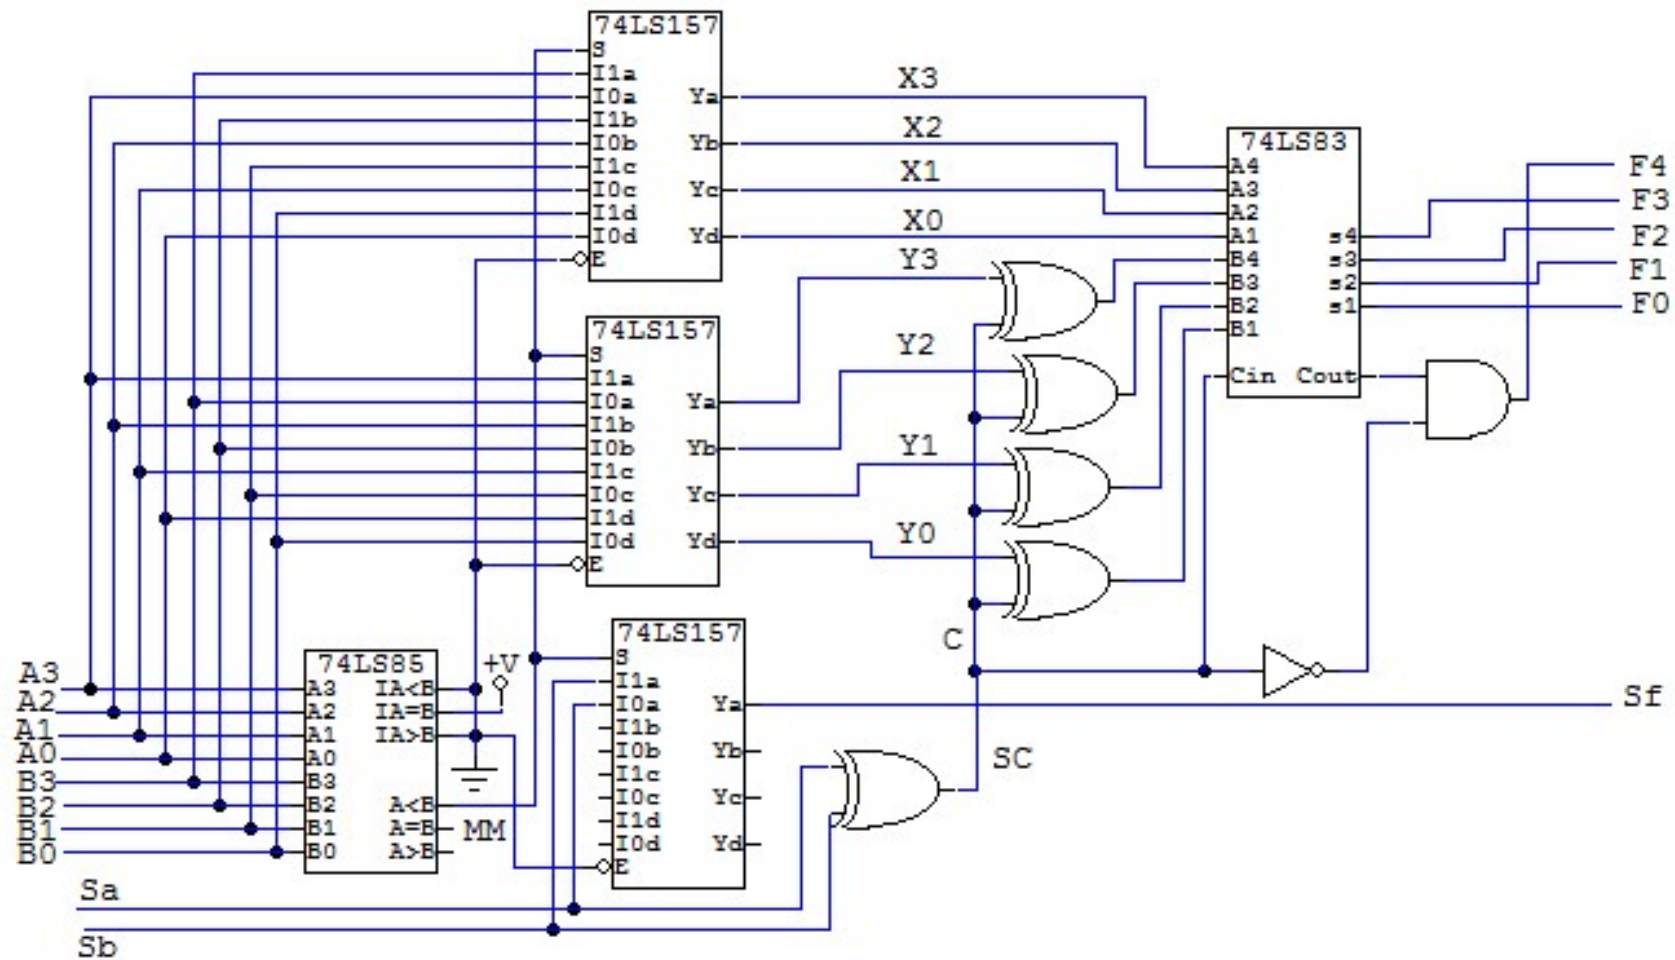 74LS157
S
I1a
I0a Ya
I1b
I0b Yb
I1c
I0c Yc
I1d
I0d Yd
E
X3
X2
X1
X0
Y3
Y2
Y1
Y0
74LS83
A4
A3
A2
A1 s4
B4 s3
B3 s2
B2 s1
B1
Cin Cout
F4
F3
F2
F1
F0
74LS157
S
I1a
I0a Ya
I1b
I0b Yb
I1c
I0c Yc
I1d
I0d Yd
E
74LS157
S
I1a
I0a Ya
I1b
I0b Yb
I1c
I0c Yc
I1d
I0d Yd
E
C
SC
Sf
+V
74LS85
A3 IA<B
A2 IA=B
A1 IA>B
A0
B3
B2 A<B
B1 A=B
B0 A>B
MM
A3
A2
A1
A0
B3
B2
B1
B0
Sa
Sb